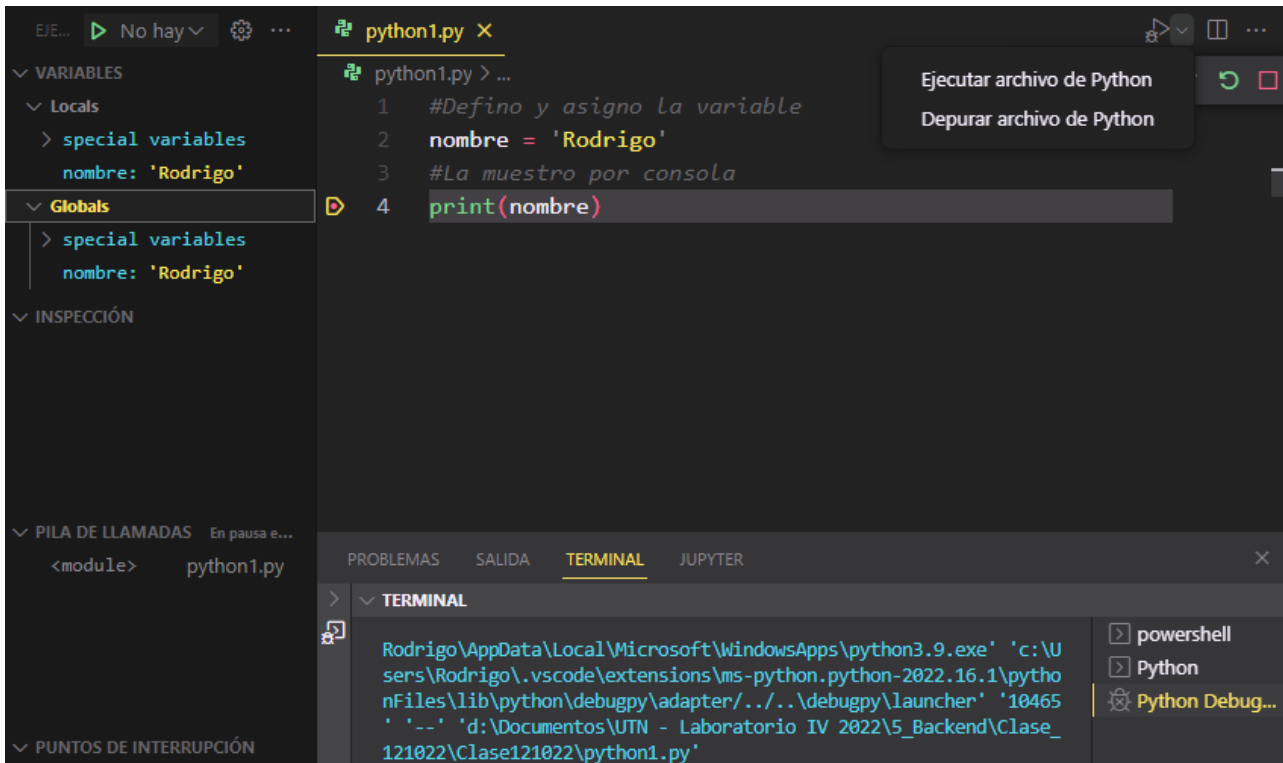 EJE... No hay ...
VARIABLES
Locals
> special variables
nombre: 'Rodrigo'
Globals
> special variables
nombre: 'Rodrigo'
INSPECCIÓN
PILA DE LLAMADAS En pausa e...
<module> python1.py
PUNTOS DE INTERRUPCIÓN
python1.py
python1.py > ...
1 #Defino y asigno la variable
2 nombre = 'Rodrigo'
3 #La muestro por consola
4 print(nombre)
Ejecutar archivo de Python
Depurar archivo de Python
PROBLEMAS SALIDA TERMINAL JUPYTER
TERMINAL
Rodrigo\AppData\Local\Microsoft\WindowsApps\python3.9.exe' 'c:\U
sers\Rodrigo\.vscode\extensions\ms-python.python-2022.16.1\pytho
nFiles\lib\python\debugpy\adapter/../..\debugpy\launcher' '10465
' '--' 'd:\Documentos\UTN - Laboratorio IV 2022\5_Backend\Clase_
121022\Clase121022\python1.py'
powershell
Python
Python Debug...